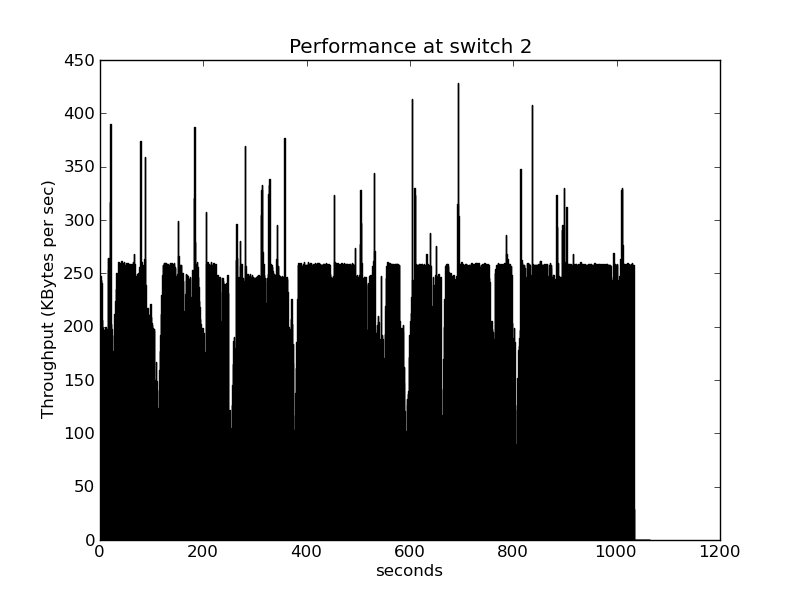 Performance at switch 2
Throughput (KBytes per sec)
450
400
350
300
250
200
150
100
50
0
0 200 400 600 800 1000 1200
seconds